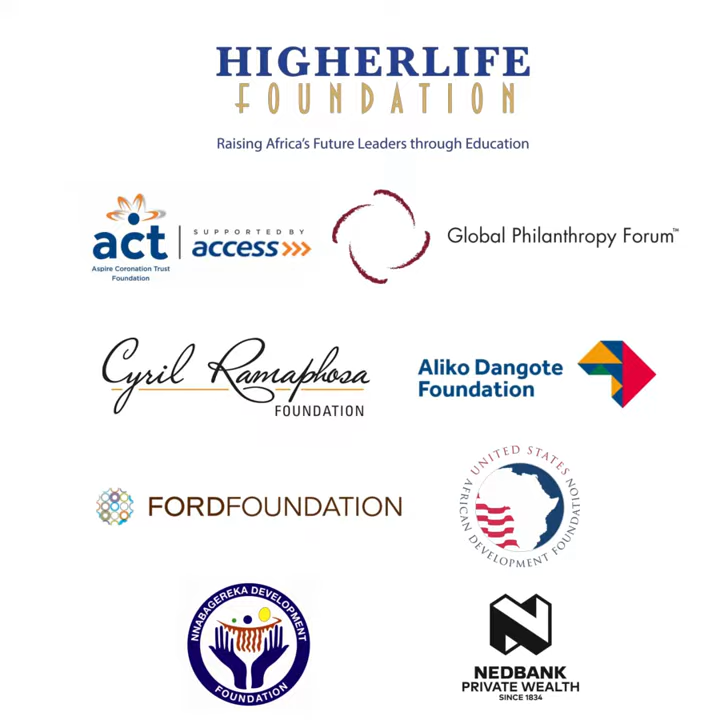 HIGHERLIFE
FOUNDATION
Raising Africa's Future Leaders through Education
act
Aspire Coronation Trust
Foundation
SUPPORTED BY
access
Global Philanthropy Forum™
Cyril Ramaphosa
FOUNDATION
Aliko Dangote
Foundation
FORDFOUNDATION
UNITED STATES
AFRICAN DEVELOPMENT FOUNDATION
NNABAGEREKA DEVELOPMENT
FOUNDATION
N
NEDBANK
PRIVATE WEALTH
SINCE 1834